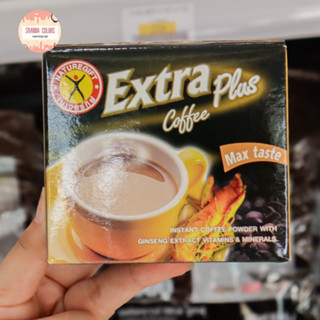 NATUREGIFT
Extra Plus
Coffee
Max taste
INSTANT COFFEE POWDER WITH
GINSENG EXTRACT VITAMINS & MINERALS.